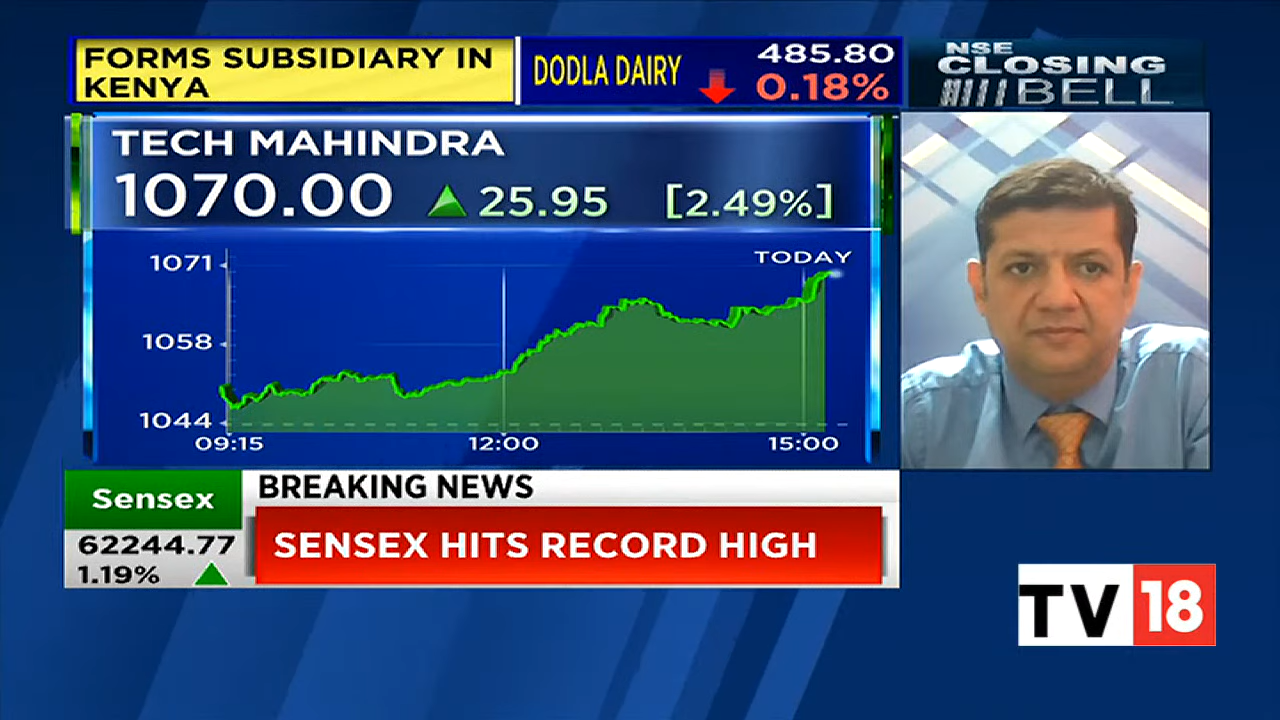 FORMS SUBSIDIARY IN
KENYA
DODLA DAIRY
485.80
0.18%
NSE
CLOSING
BELL
TECH MAHINDRA
1070.00 25.95 [2.49%]
TODAY
1071
1058
1044
09:15 12:00 15:00
Sensex
62244.77
1.19%
BREAKING NEWS
SENSEX HITS RECORD HIGH
TV18